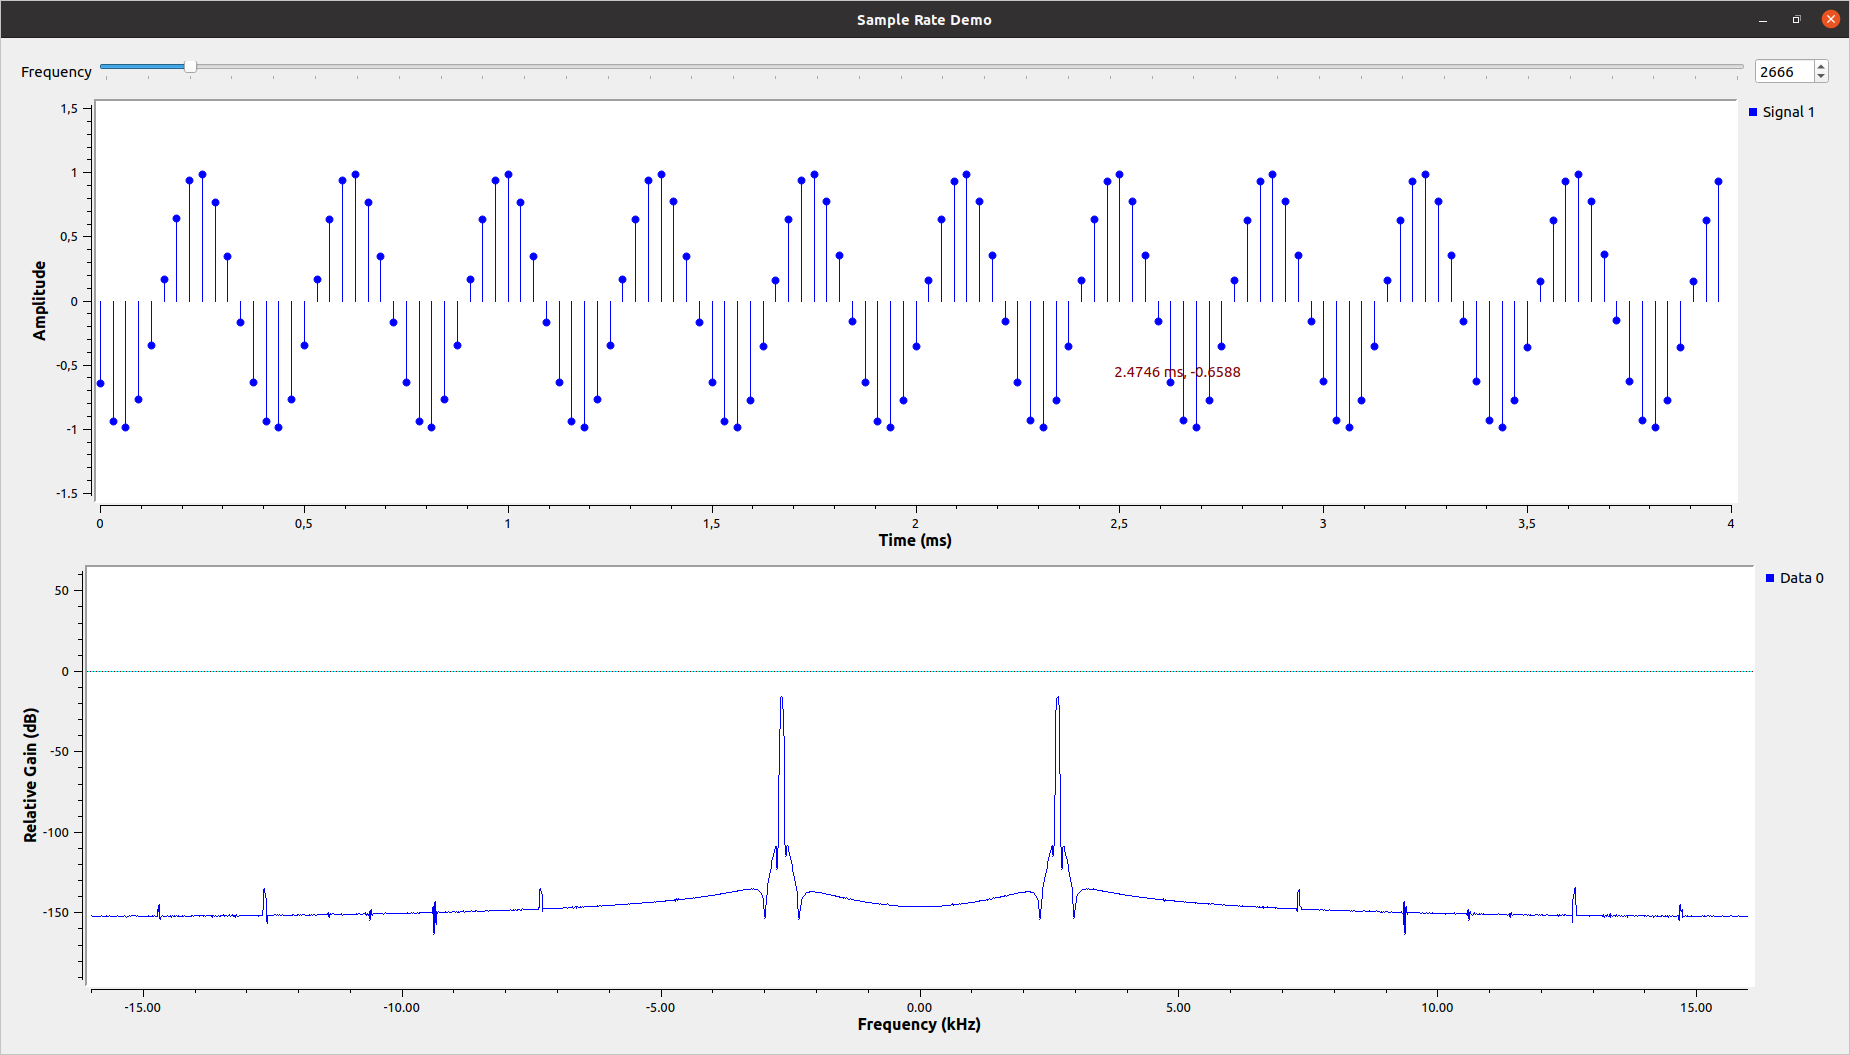 Sample Rate Demo
Frequency
2666
Signal 1
1,5
1
0,5
0
-0,5
-1
-1.5
Amplitude
2.4746 ms, -0.6588
0 0,5 1 1,5 2 2,5 3 3,5 4
Time (ms)
Data 0
50
0
-50
-100
-150
Relative Gain (dB)
-15.00 -10.00 -5.00 0.00 5.00 10.00 15.00
Frequency (kHz)